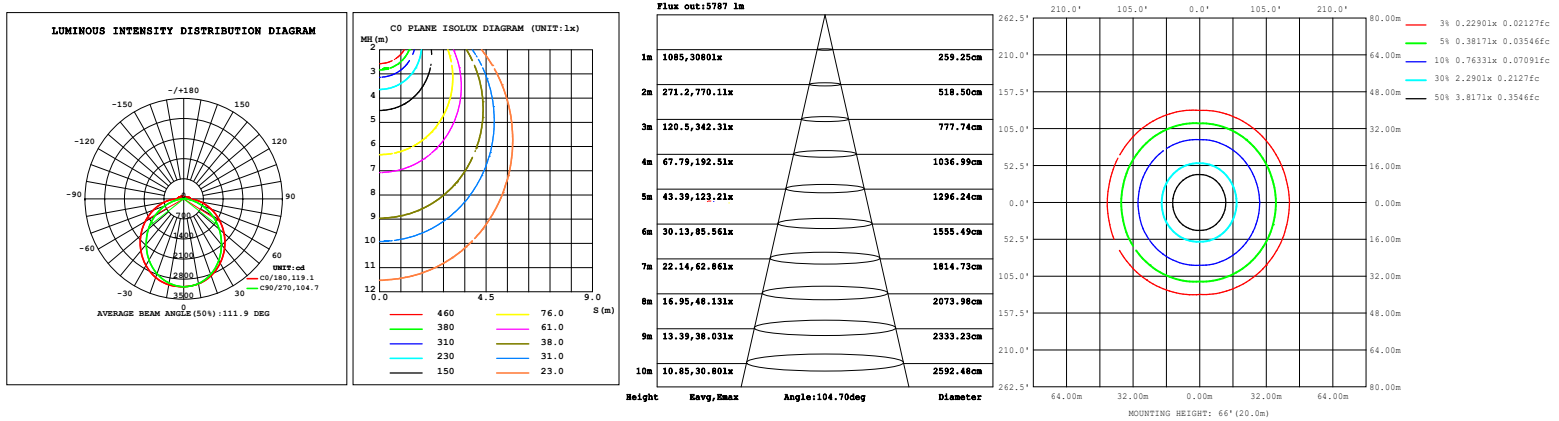 LUMINOUS INTENSITY DISTRIBUTION DIAGRAM
-/+180
-150
150
-120
120
-90
90
-60
60
-30
30
0
0
700
1400
2100
2800
3500
UNIT:cd
C0/180,119.1
C90/270,104.7
AVERAGE BEAM ANGLE(50%):111.9 DEG
C0 PLANE ISOLUX DIAGRAM (UNIT:lx)
MH(m)
2
3
4
5
6
7
8
9
10
11
12
0.0
4.5
9.0
S(m)
460
76.0
380
61.0
310
38.0
230
31.0
150
23.0
Flux out:5787 lm
1m 1085,3080lx 259.25cm
2m 271.2,770.1lx 518.50cm
3m 120.5,342.3lx 777.74cm
4m 67.79,192.5lx 1036.99cm
5m 43.39,123.2lx 1296.24cm
6m 30.13,85.56lx 1555.49cm
7m 22.14,62.86lx 1814.73cm
8m 16.95,48.13lx 2073.98cm
9m 13.39,38.03lx 2333.23cm
10m 10.85,30.80lx 2592.48cm
Height Eavg,Emax Angle:104.70deg Diameter
210.0' 105.0' 0.0' 105.0' 210.0'
262.5' 80.00m
210.0' 64.00m
157.5' 48.00m
105.0' 32.00m
52.5' 16.00m
0.0' 0.00m
52.5' 16.00m
105.0' 32.00m
157.5' 48.00m
210.0' 64.00m
262.5' 80.00m
64.00m 32.00m 0.00m 32.00m 64.00m
MOUNTING HEIGHT: 66'(20.0m)
3% 0.2290lx 0.02127fc
5% 0.3817lx 0.03546fc
10% 0.7633lx 0.07091fc
30% 2.290lx 0.2127fc
50% 3.817lx 0.3546fc